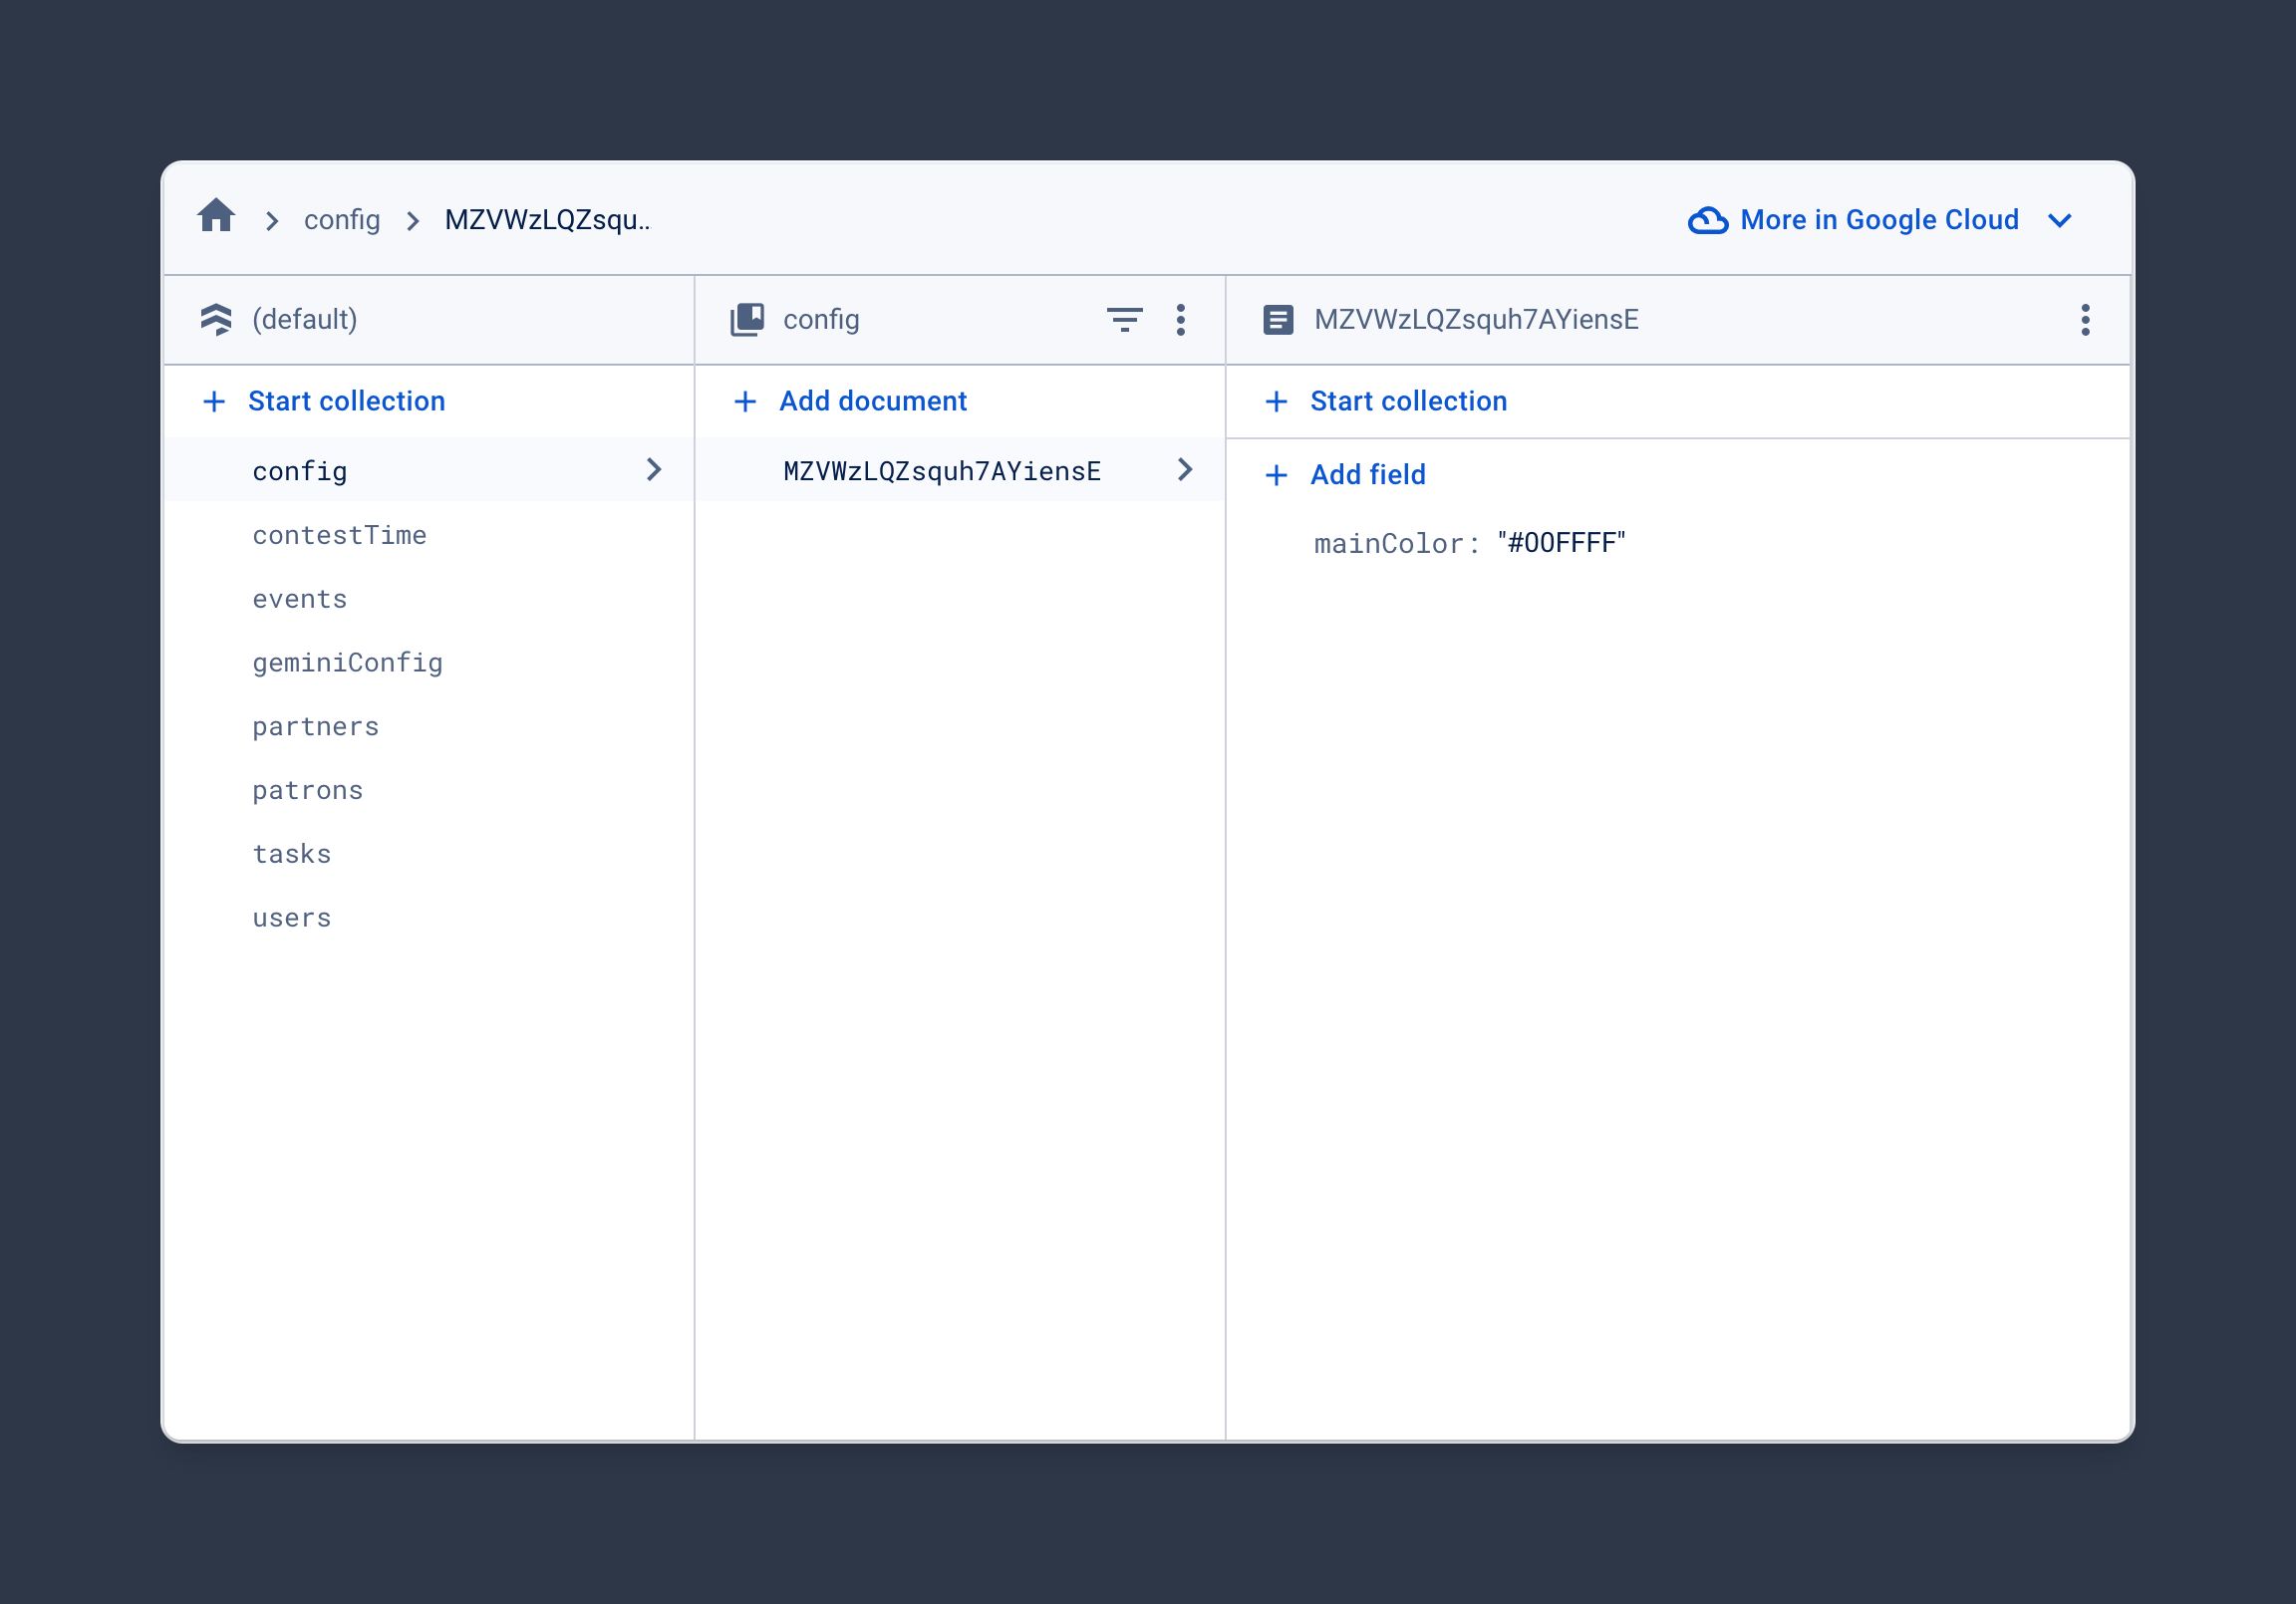 config
MZVWzLQZsqu..
More in Google Cloud
(default)
config
MZVWzLQZsquh7AYiensE
Start collection
Add document
Start collection
config
MZVWzLQZsquh7AYiensE
Add field
contestTime
mainColor: "#00FFFF"
events
geminiConfig
partners
patrons
tasks
users